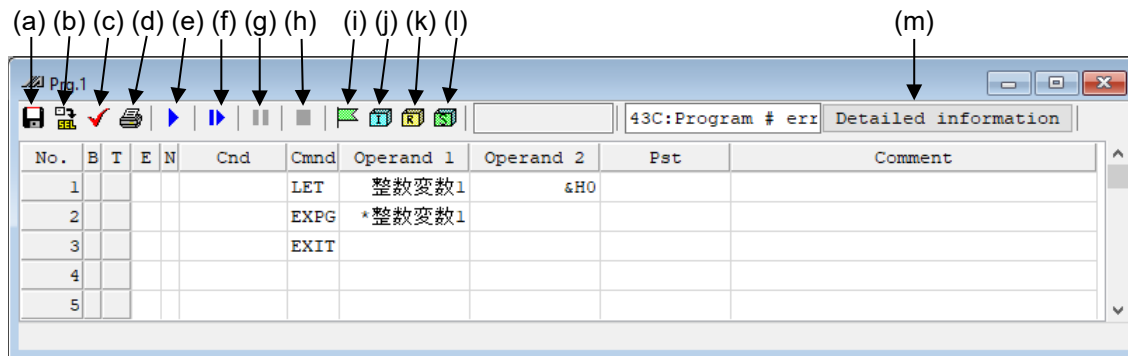 (a) (b) (c) (d) (e) (f) (g) (h) (i) (j) (k) (l) (m)
Prg.1
SEL I R S 43C:Program # err Detailed information
No. B T E N Cnd Cmnd Operand 1 Operand 2 Pst Comment
1 LET 整数変数1 &H0
2 EXPG *整数変数1
3 EXIT
4
5